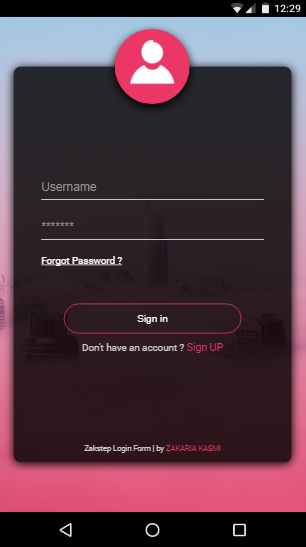 12:29
Username
*******
Forgot Password ?
Sign in
Don't have an account ? Sign UP
Zakstep Login Form | by ZAKARIA KASMI